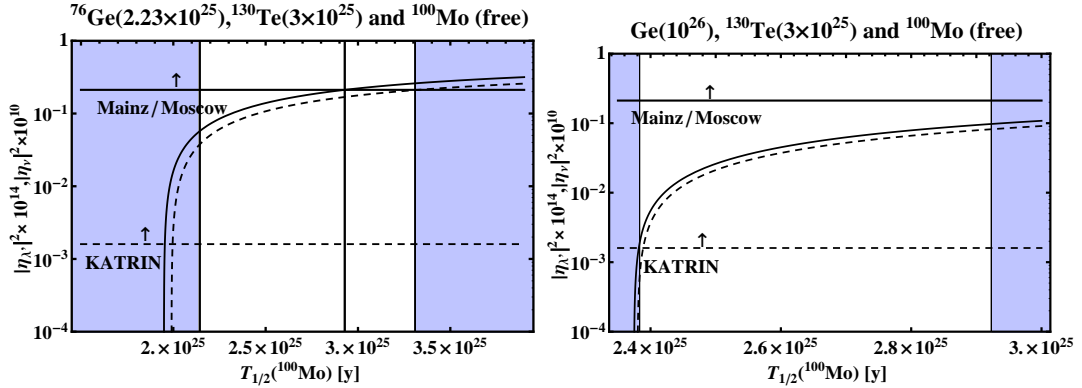 ⁷⁶Ge(2.23×10²⁵),¹³⁰Te(3×10²⁵) and ¹⁰⁰Mo (free)
1
10⁻¹
10⁻²
10⁻³
10⁻⁴
|η_λ'|²× 10¹⁴,|η_ν|²×10¹⁰
↑
Mainz/Moscow
↑
KATRIN
2.×10²⁵ 2.5×10²⁵ 3.×10²⁵ 3.5×10²⁵
T₁/₂(¹⁰⁰Mo) [y]
Ge(10²⁶), ¹³⁰Te(3×10²⁵) and ¹⁰⁰Mo (free)
1
10⁻¹
10⁻²
10⁻³
10⁻⁴
|η_λ'|²× 10¹⁴,|η_ν|²×10¹⁰
↑
Mainz/Moscow
↑
KATRIN
2.4×10²⁵ 2.6×10²⁵ 2.8×10²⁵ 3.×10²⁵
T₁/₂(¹⁰⁰Mo) [y]